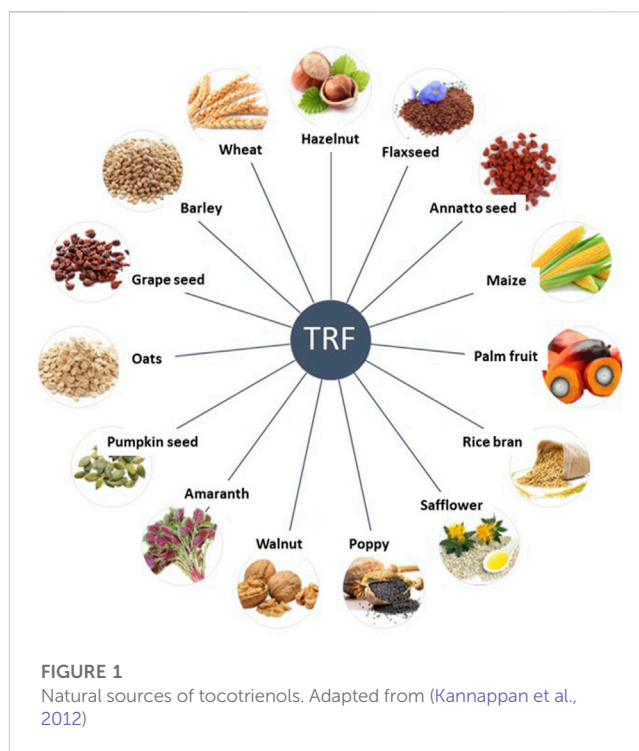 Hazelnut
Flaxseed
Annatto seed
Maize
Palm fruit
Rice bran
Safflower
Poppy
Walnut
Amaranth
Pumpkin seed
Oats
Grape seed
Barley
Wheat
TRF
FIGURE 1
Natural sources of tocotrienols. Adapted from (Kannappan et al.,
2012)